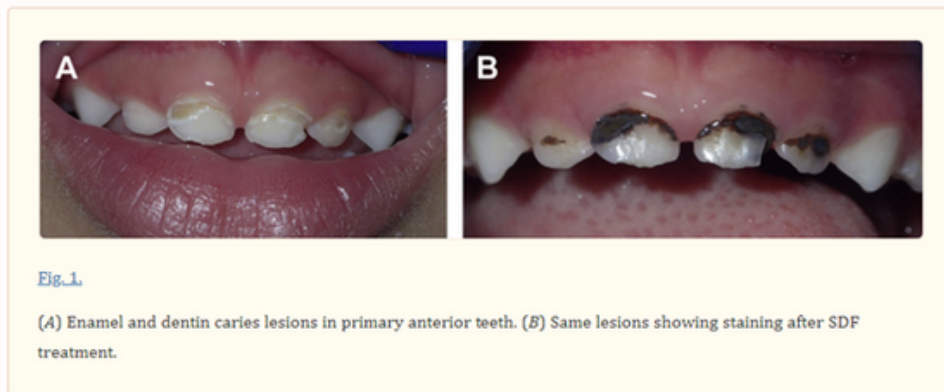 A
B
Fig. 1.
(A) Enamel and dentin caries lesions in primary anterior teeth. (B) Same lesions showing staining after SDF
treatment.